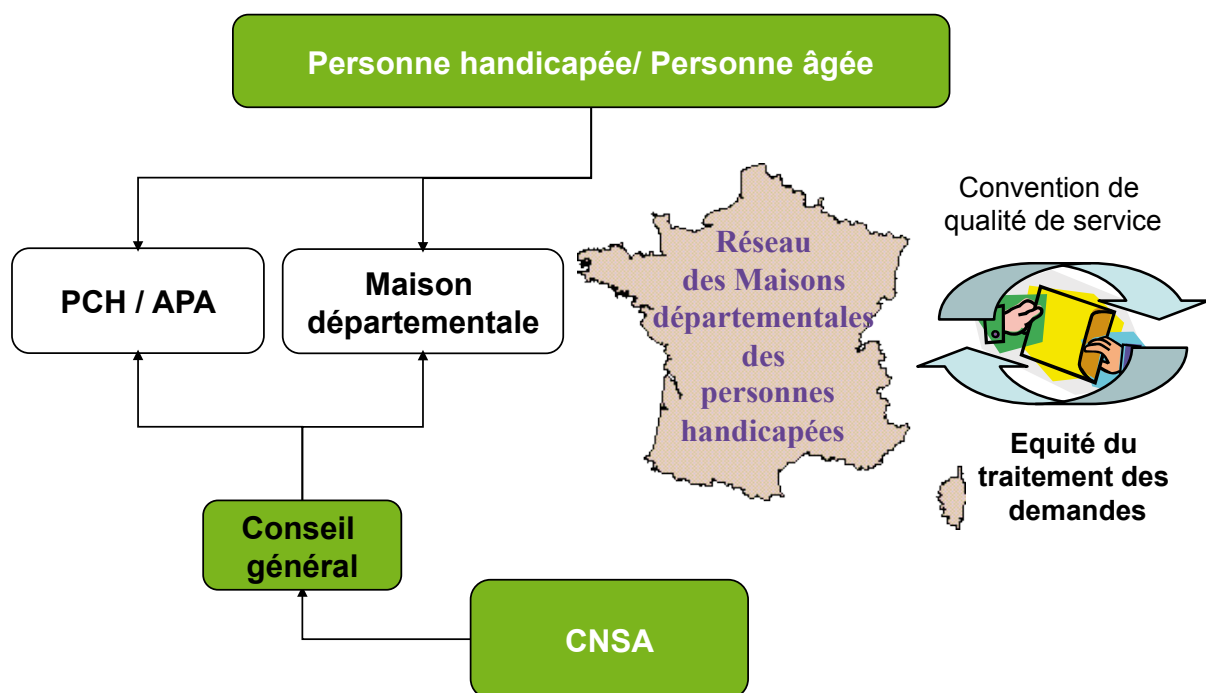 Personne handicapée/ Personne âgée
PCH / APA
Maison
départementale
Réseau
des Maisons
départementales
des
personnes
handicapées
Convention de
qualité de service
Equité du
traitement des
demandes
Conseil
général
CNSA